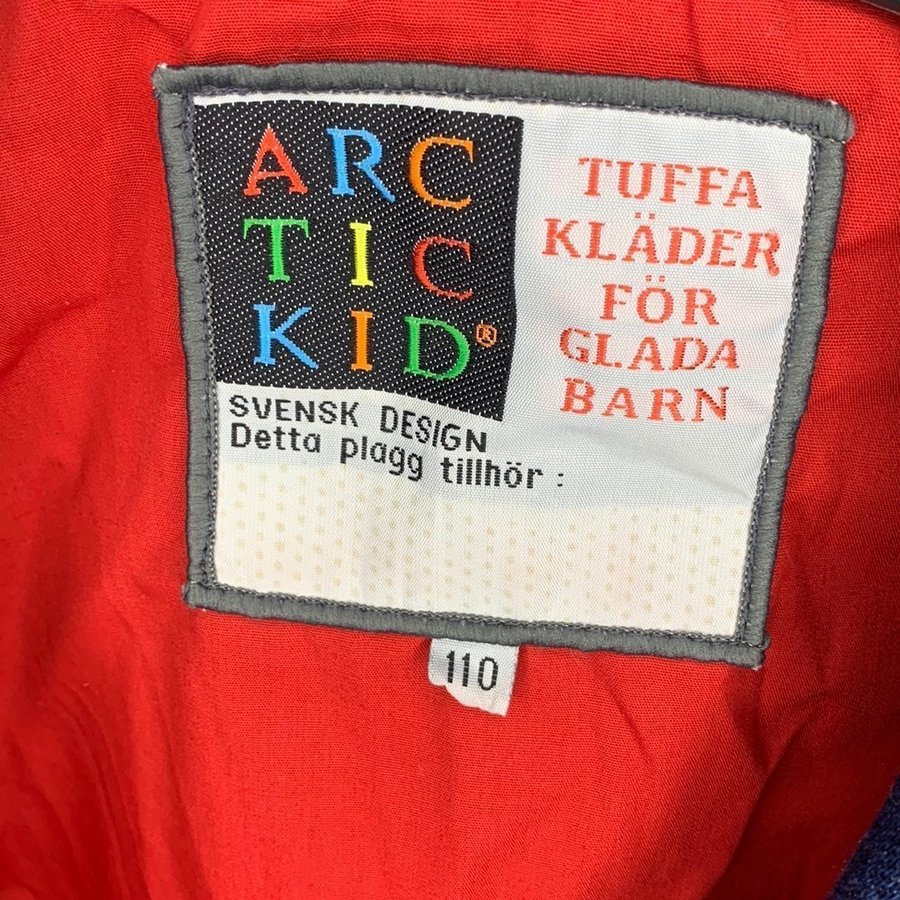 ARC
TIC
KID®
TUFFA
KLÄDER
FÖR
GLADA
BARN
SVENSK DESIGN
Detta plagg tillhör :
110